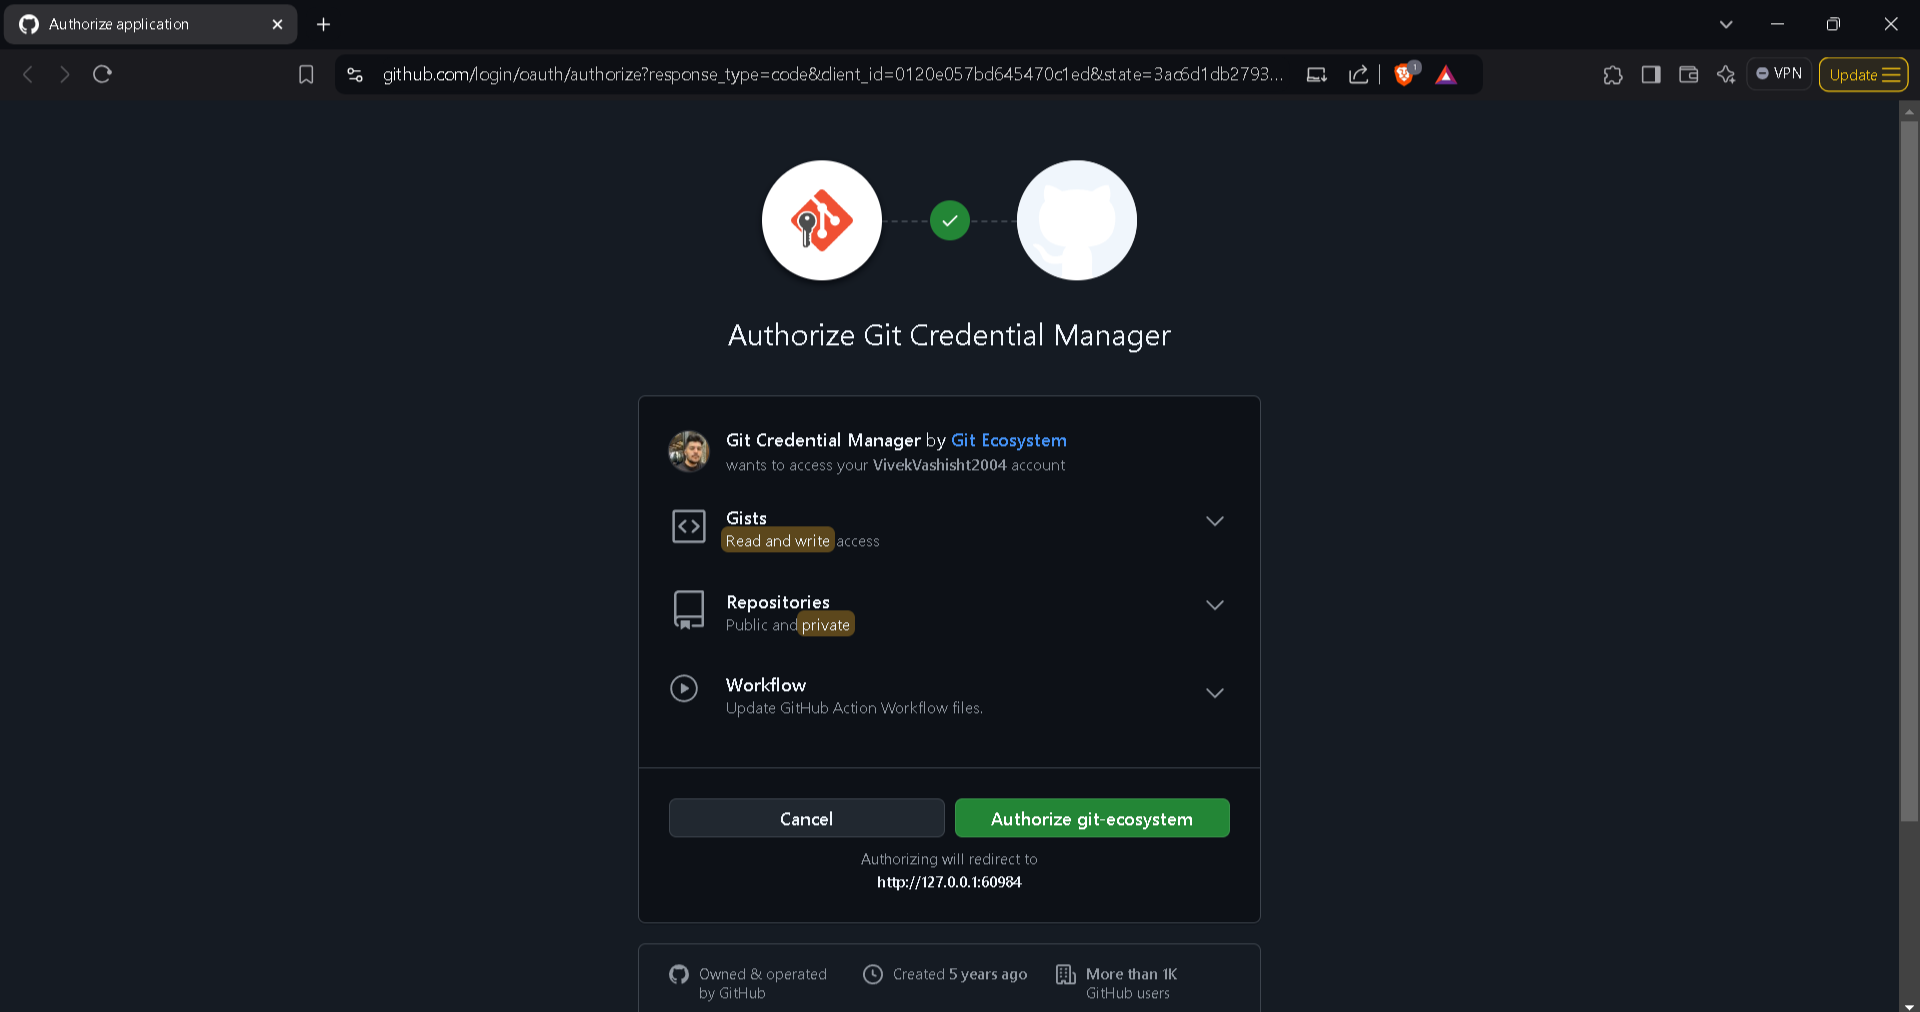 Authorize application
github.com/login/oauth/authorize?response_type=code&client_id=0120e057bd645470c1ed&state=3ac6d1db2793...
1
VPN
Update
Authorize Git Credential Manager
Git Credential Manager by Git Ecosystem
wants to access your VivekVashisht2004 account
Gists
Read and write access
Repositories
Public and private
Workflow
Update GitHub Action Workflow files.
Cancel
Authorize git-ecosystem
Authorizing will redirect to
http://127.0.0.1:60984
Owned & operated
by GitHub
Created 5 years ago
More than 1K
GitHub users